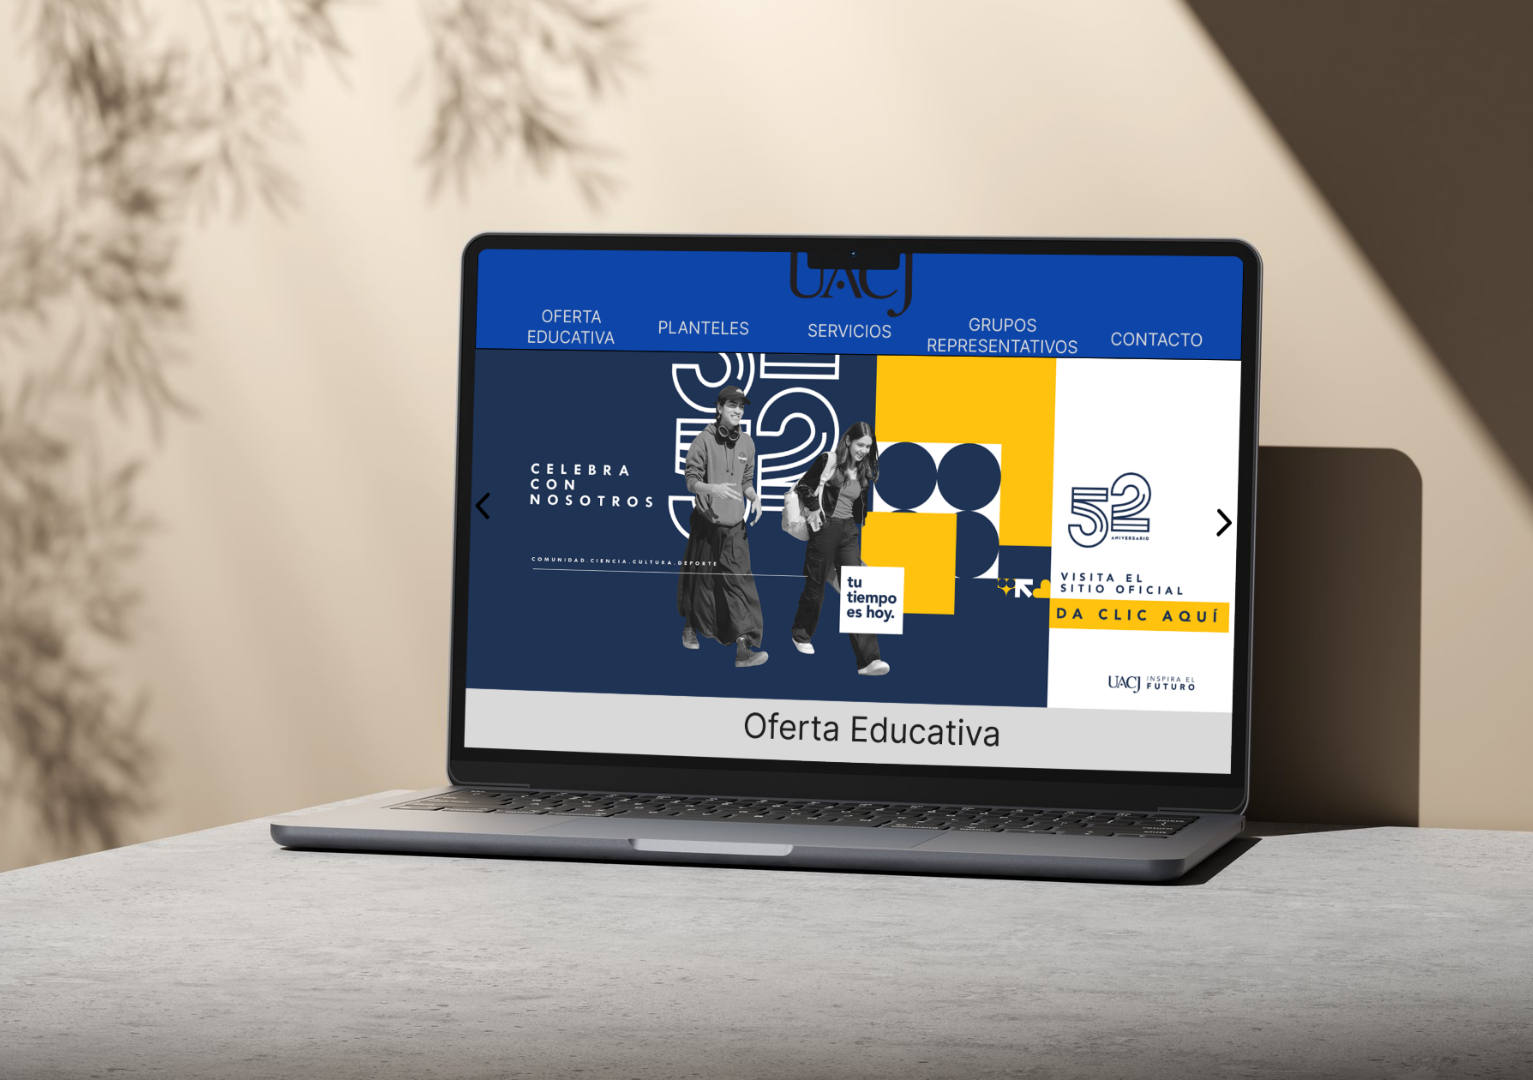 UACJ
OFERTA
EDUCATIVA
PLANTELES
SERVICIOS
GRUPOS
REPRESENTATIVOS
CONTACTO
52
52
CELEBRA
CON
NOSOTROS
COMUNIDAD.CIENCIA.CULTURA.DEPORTE
tu
tiempo
es hoy.
52
ANIVERSARIO
VISITA EL
SITIO OFICIAL
DA CLIC AQUÍ
UACJ INSPIRA EL
FUTURO
Oferta Educativa